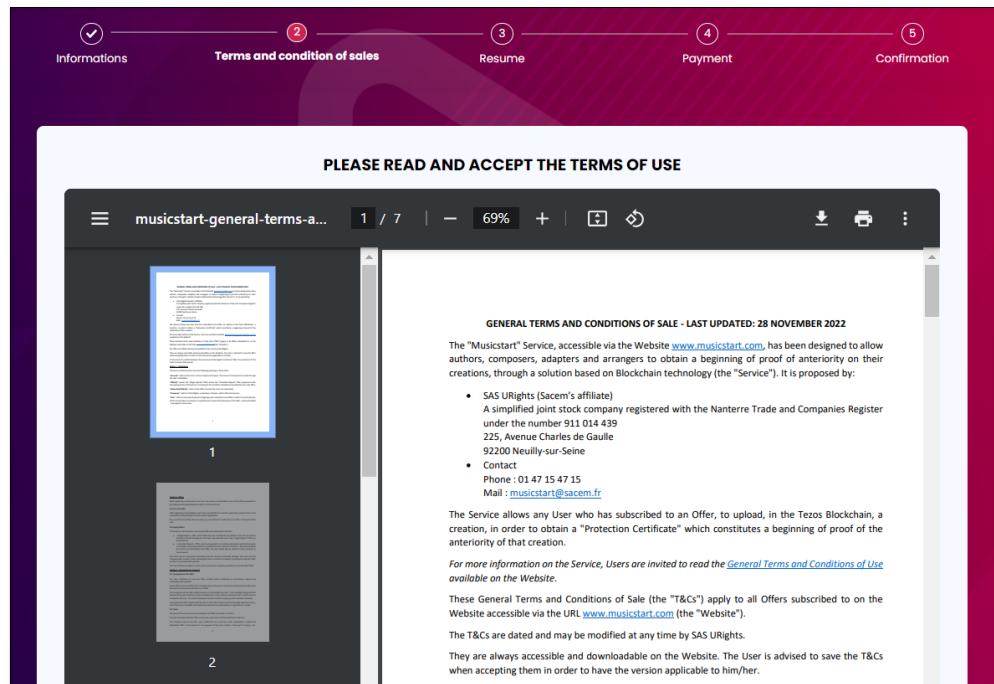 2 3 4 5
Informations Terms and condition of sales Resume Payment Confirmation
PLEASE READ AND ACCEPT THE TERMS OF USE
musicstart-general-terms-a... 1 / 7 69%
GENERAL TERMS AND CONDITIONS OF SALE - LAST UPDATED: 28 NOVEMBER 2022
The "Musicstart" Service, accessible via the Website www.musicstart.com, has been designed to allow
authors, composers, adapters and arrangers to obtain a beginning of proof of anteriority on their
creations, through a solution based on Blockchain technology (the "Service"). It is proposed by:
• SAS URights (Sacem's affiliate)
A simplified joint stock company registered with the Nanterre Trade and Companies Register
under the number 911 014 439
225, Avenue Charles de Gaulle
92200 Neuilly-sur-Seine
• Contact
Phone : 01 47 15 47 15
Mail : musicstart@sacem.fr
The Service allows any User who has subscribed to an Offer, to upload, in the Tezos Blockchain, a
creation, in order to obtain a "Protection Certificate" which constitutes a beginning of proof of the
anteriority of that creation.
For more information on the Service, Users are invited to read the General Terms and Conditions of Use
available on the Website.
These General Terms and Conditions of Sale (the "T&Cs") apply to all Offers subscribed to on the
Website accessible via the URL www.musicstart.com (the "Website").
The T&Cs are dated and may be modified at any time by SAS URights.
They are always accessible and downloadable on the Website. The User is advised to save the T&Cs
when accepting them in order to have the version applicable to him/her.
1
2